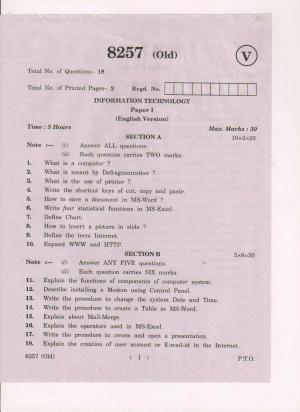 8257 (Old)
V
Total No. of Questions– 18
Total No. of Printed Pages– 2 Regd. No.
INFORMATION TECHNOLOGY
Paper I
(English Version)
Time : 3 Hours Max. Marks : 50
SECTION A 10×2=20
Note :– (i) Answer ALL questions.
(ii) Each question carries TWO marks.
1. What is a computer ?
2. What is meant by Defragmentation ?
3. What is the use of printer ?
4. Write the shortcut keys of cut, copy and paste.
5. How to save a document in MS-Word ?
6. Write four statistical functions in MS-Excel.
7. Define Chart.
8. How to insert a picture in slide ?
9. Define the term Internet.
10. Expand WWW and HTTP.
SECTION B 5×6=30
Note :– (i) Answer ANY FIVE questions.
(ii) Each question carries SIX marks.
11. Explain the functions of components of computer system.
12. Describe installing a Modem using Control Panel.
13. Write the procedure to change the system Date and Time.
14. Write the procedure to create a Table in MS-Word.
15. Explain about Mail-Merge.
16. Explain the operators used in MS-Excel.
17. Write the procedure to create and open a presentation.
18. Explain the creation of user account or E-mail-id in the Internet.
8257 (Old) ( 1 ) P.T.O.